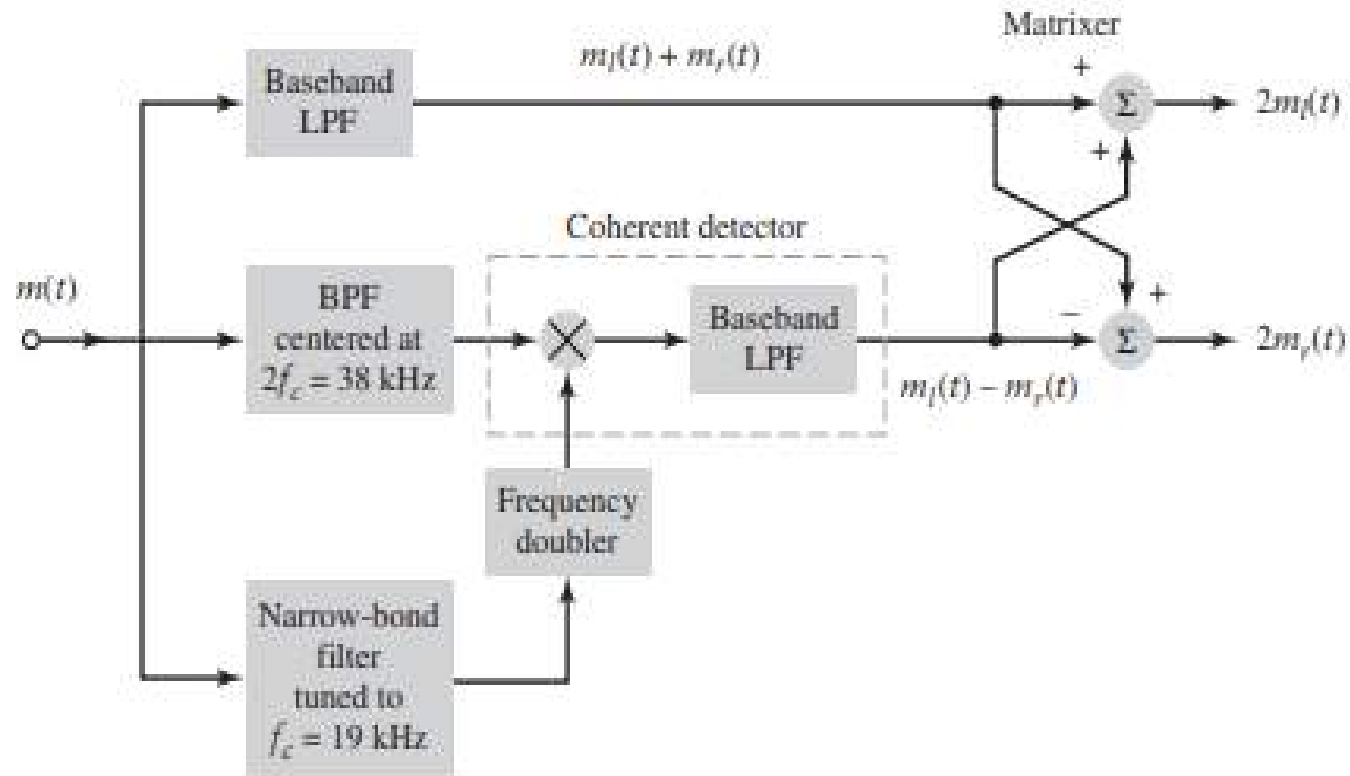 Matrixer
m_l(t) + m_r(t)
+
Baseband
LPF
Σ
2m_l(t)
+
Coherent detector
m(t)
BPF
centered at
2f_c = 38 kHz
Baseband
LPF
− +
Σ
2m_r(t)
m_l(t) − m_r(t)
Frequency
doubler
Narrow-bond
filter
tuned to
f_c = 19 kHz